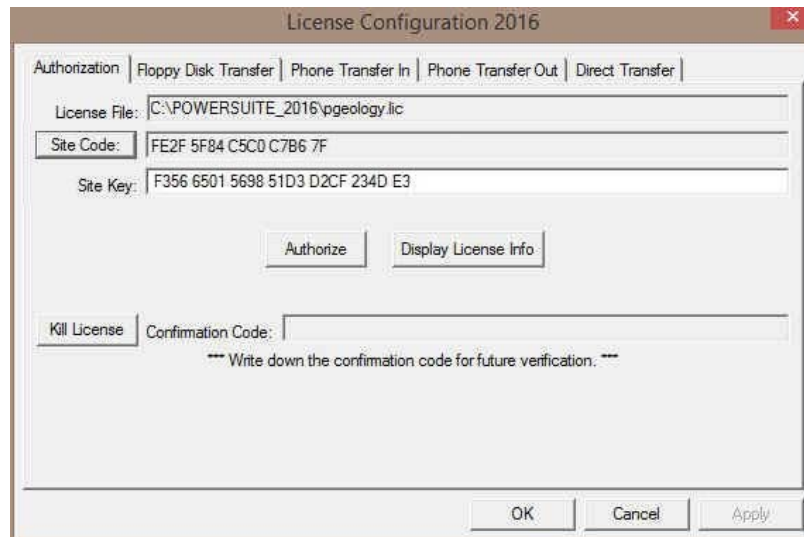 License Configuration 2016
Authorization Floppy Disk Transfer Phone Transfer In Phone Transfer Out Direct Transfer
License File: C:\POWERSUITE_2016\pgeology.lic
Site Code: FE2F 5F84 C5C0 C7B6 7F
Site Key: F356 6501 5698 51D3 D2CF 234D E3
Authorize Display License Info
Kill License Confirmation Code:
*** Write down the confirmation code for future verification. ***
OK Cancel Apply